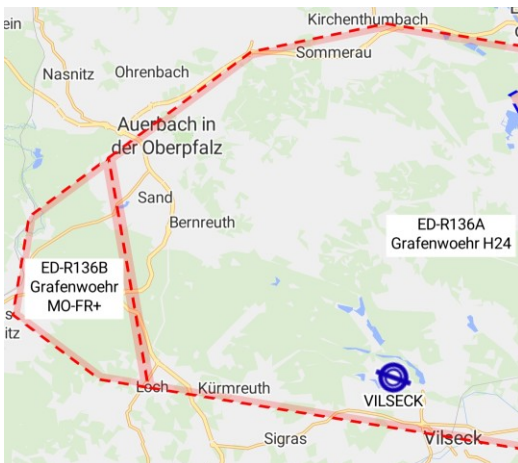 Kirchenthumbach
ein
Sommerau
Ohrenbach
Nasnitz
Auerbach in
der Oberpfalz
Sand
Bernreuth
ED-R136A
Grafenwoehr H24
ED-R136B
Grafenwoehr
MO-FR+
s
itz
Loch
Kürmreuth
VILSECK
Sigras
Vilseck